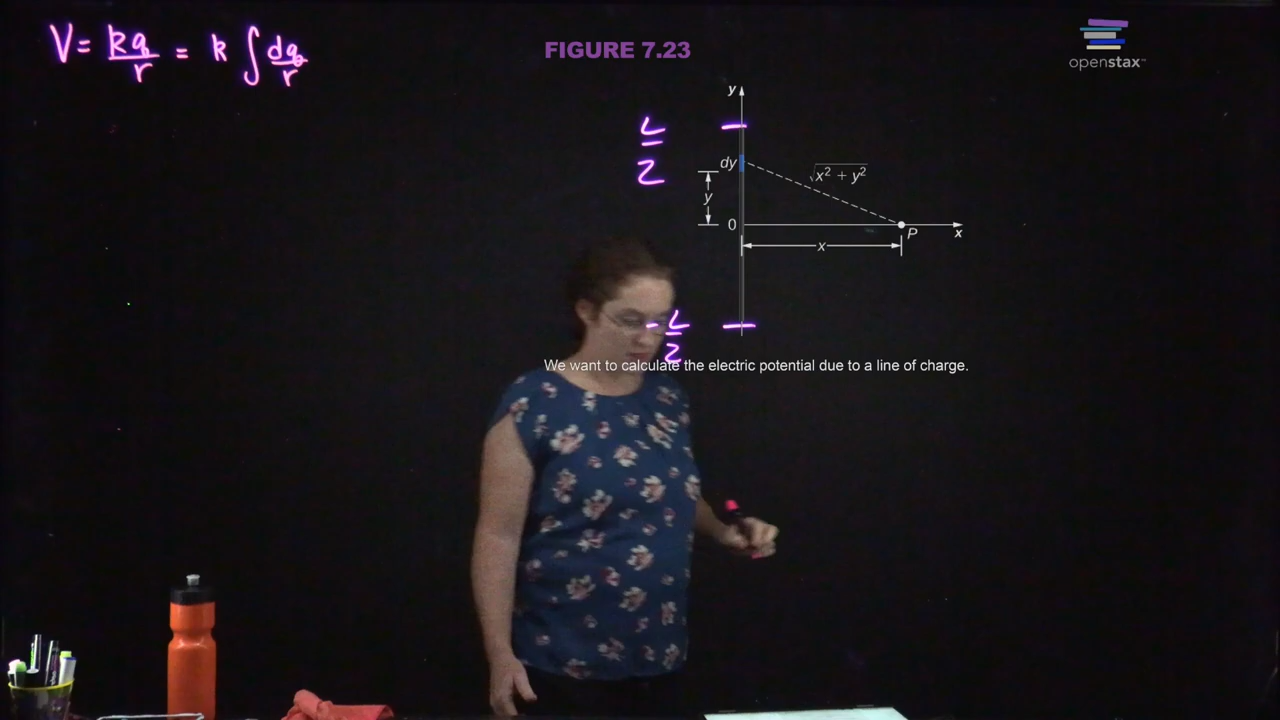 V = kq/r = k ∫ dq/r
FIGURE 7.23
openstax™
y
L/2
dy
√x² + y²
y
0
P
x
x
-L/2
We want to calculate the electric potential due to a line of charge.